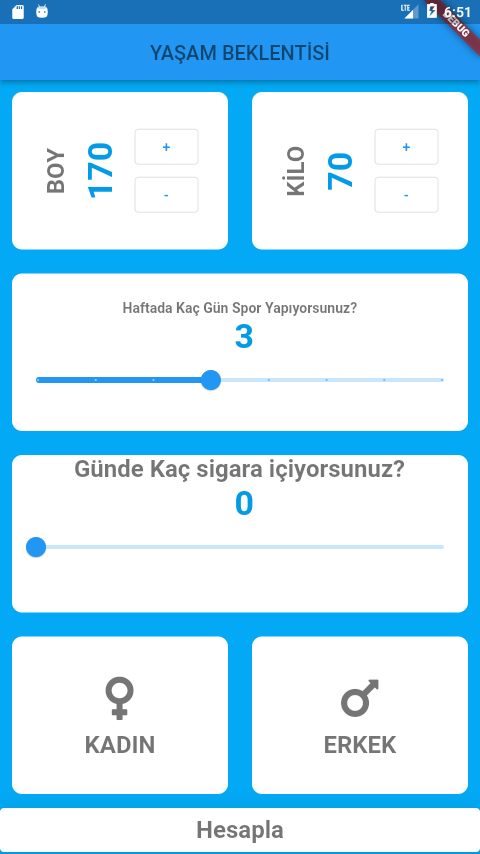 LTE 6:51
DEBUG
YAŞAM BEKLENTİSİ
BOY
170
+
-
KİLO
70
+
-
Haftada Kaç Gün Spor Yapıyorsunuz?
3
Günde Kaç sigara içiyorsunuz?
0
KADIN
ERKEK
Hesapla